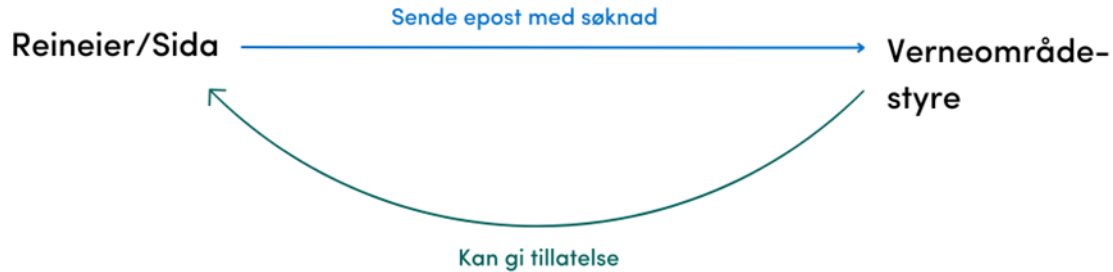 Sende epost med søknad
Reineier/Sida
Verneområde-
styre
Kan gi tillatelse